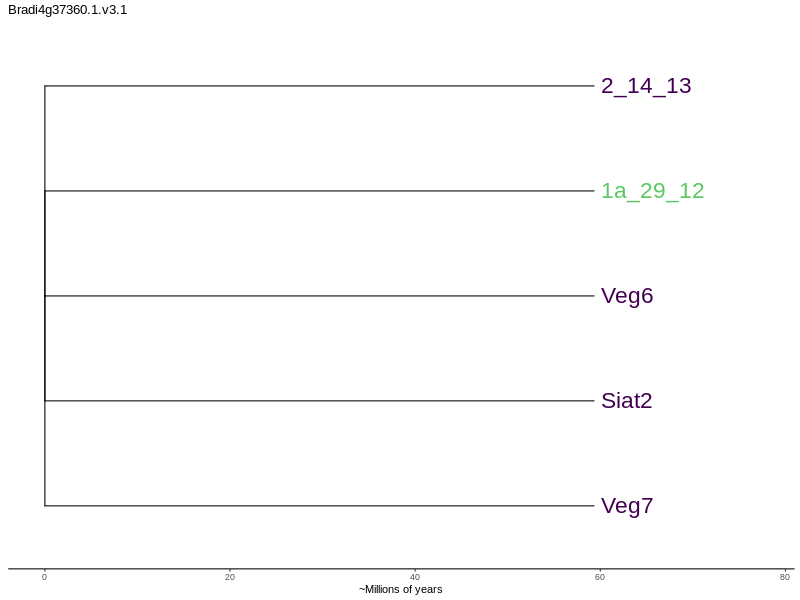 Bradi4g37360.1.v3.1
2_14_13
1a_29_12
Veg6
Siat2
Veg7
0 20 40 60 80
~Millions of years